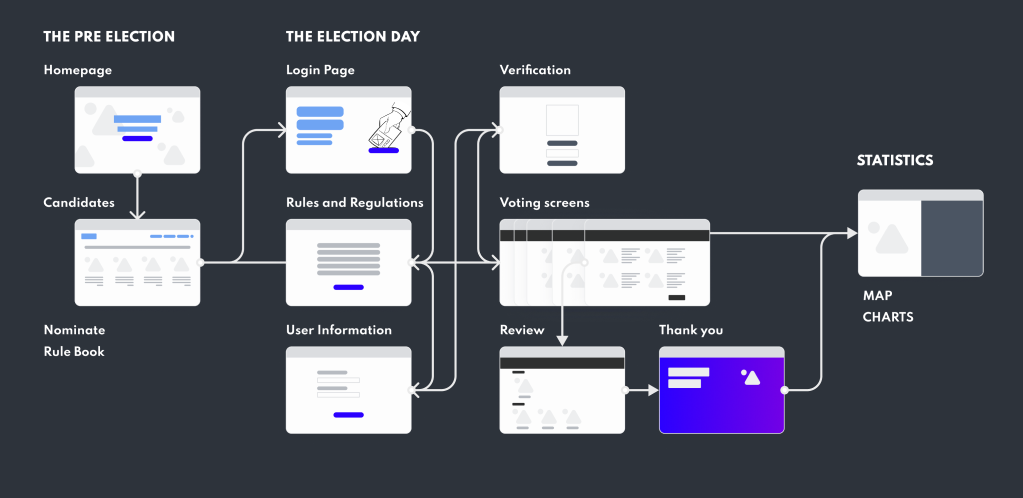 THE PRE ELECTION
THE ELECTION DAY
Homepage
Login Page
Verification
STATISTICS
Candidates
Rules and Regulations
Voting screens
MAP
CHARTS
Nominate
Rule Book
User Information
Review
Thank you